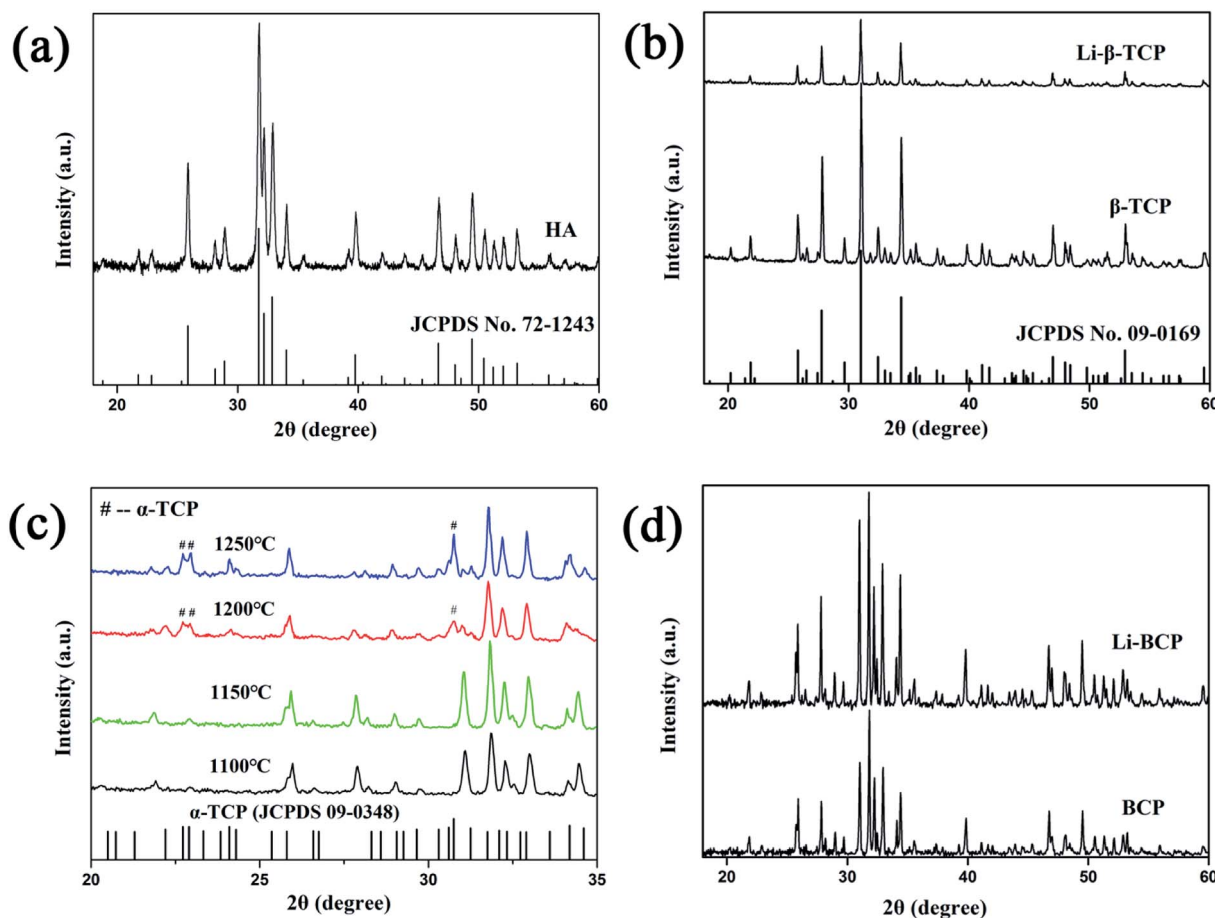 (a)
Intensity (a.u.)
HA
JCPDS No. 72-1243
20 30 40 50 60
2θ (degree)
(b)
Intensity (a.u.)
Li-β-TCP
β-TCP
JCPDS No. 09-0169
20 30 40 50 60
2θ (degree)
(c)
Intensity (a.u.)
# -- α-TCP
# # 1250℃ #
# # 1200℃ #
1150℃
1100℃
α-TCP (JCPDS 09-0348)
20 25 30 35
2θ (degree)
(d)
Intensity (a.u.)
Li-BCP
BCP
20 30 40 50 60
2θ (degree)